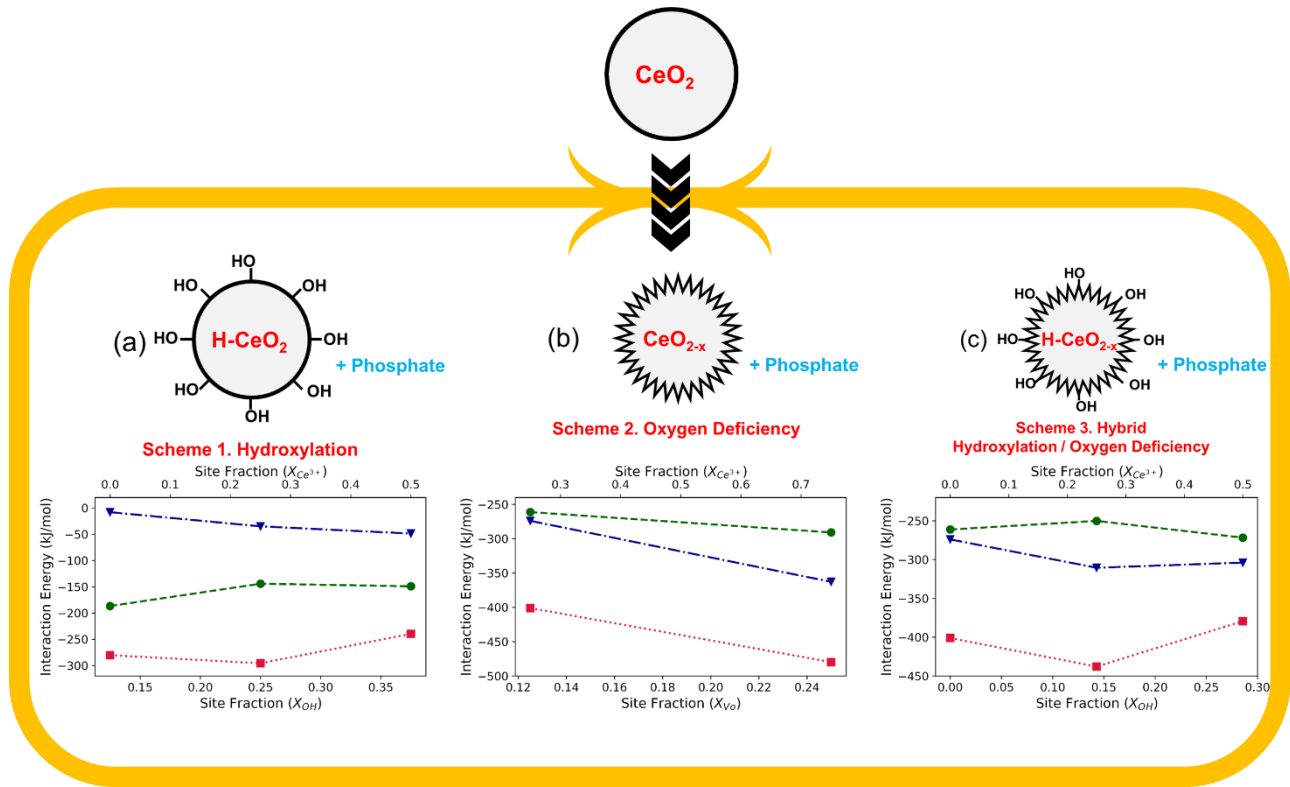 CeO2
(a)
HO
HO
OH
HO
H-CeO2
OH
HO
OH
OH
+ Phosphate
Scheme 1. Hydroxylation
(b)
CeO2-x
+ Phosphate
Scheme 2. Oxygen Deficiency
(c)
HO
HO
OH
HO
H-CeO2-x
OH
HO
OH
HO
+ Phosphate
Scheme 3. Hybrid
Hydroxylation / Oxygen Deficiency
Site Fraction (XCe3+)
0.0 0.1 0.2 0.3 0.4 0.5
Interaction Energy (kJ/mol)
0
−50
−100
−150
−200
−250
−300
0.15 0.20 0.25 0.30 0.35
Site Fraction (XOH)
Site Fraction (XCe3+)
0.3 0.4 0.5 0.6 0.7
Interaction Energy (kJ/mol)
−250
−300
−350
−400
−450
−500
0.12 0.14 0.16 0.18 0.20 0.22 0.24
Site Fraction (XVo)
Site Fraction (XCe3+)
0.0 0.1 0.2 0.3 0.4 0.5
Interaction Energy (kJ/mol)
−250
−300
−350
−400
−450
0.00 0.05 0.10 0.15 0.20 0.25 0.30
Site Fraction (XOH)